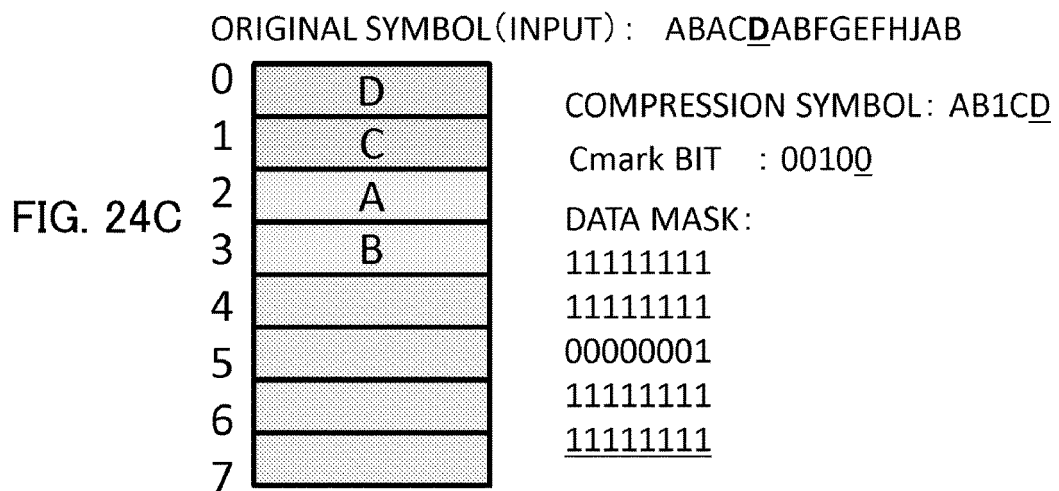 ORIGINAL SYMBOL(INPUT) : ABACDABFGEFHJAB
0
D
1
C
2
A
3
B
4
5
6
7
FIG. 24C
COMPRESSION SYMBOL: AB1CD
Cmark BIT : 00100
DATA MASK:
11111111
11111111
00000001
11111111
11111111